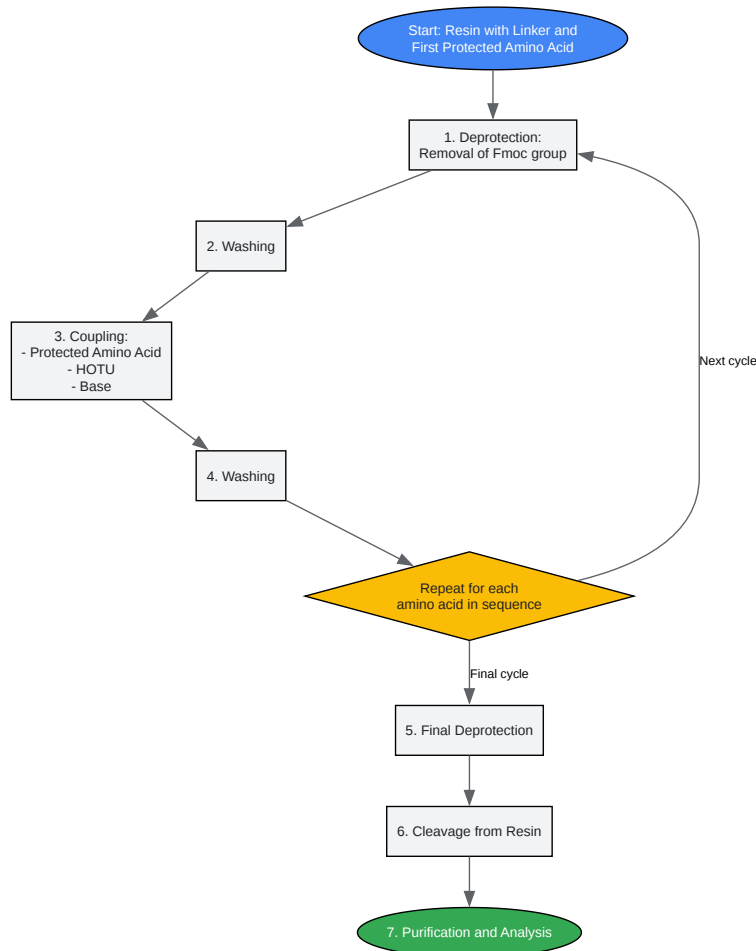 Start: Resin with Linker and
First Protected Amino Acid
1. Deprotection:
Removal of Fmoc group
2. Washing
3. Coupling:
- Protected Amino Acid
- HOTU
- Base
Next cycle
4. Washing
Repeat for each
amino acid in sequence
Final cycle
5. Final Deprotection
6. Cleavage from Resin
7. Purification and Analysis